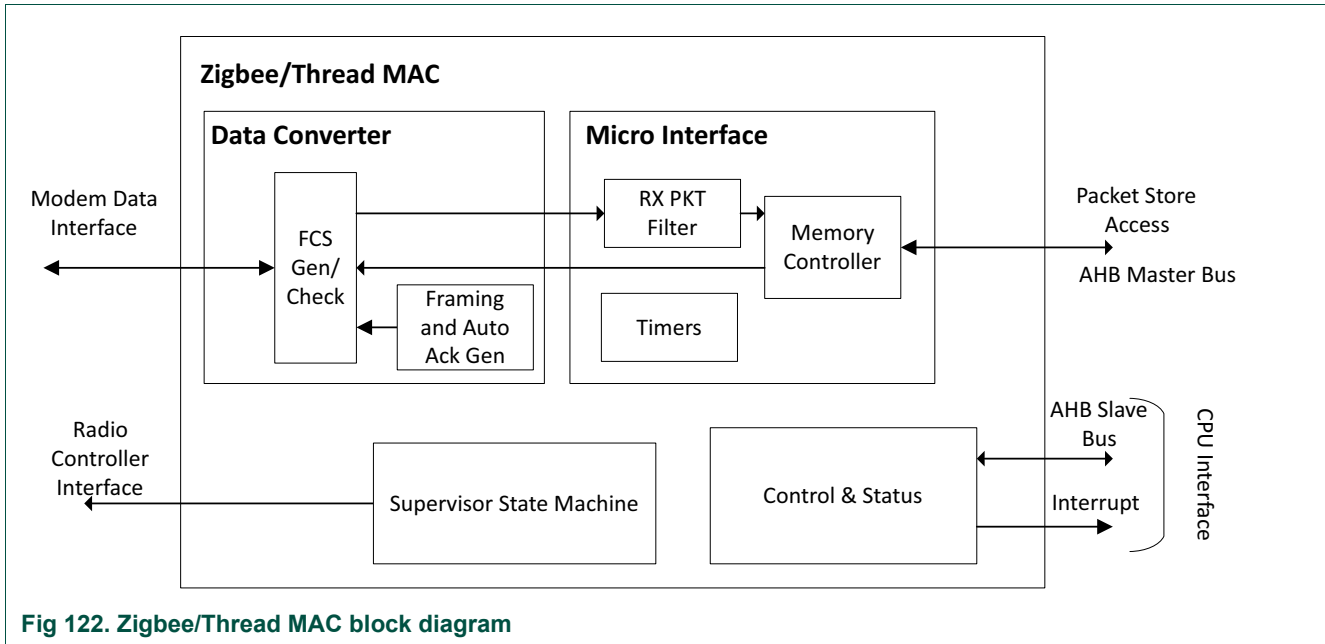 Zigbee/Thread MAC
Data Converter
Micro Interface
Modem Data
Interface
FCS
Gen/
Check
RX PKT
Filter
Memory
Controller
Packet Store
Access
AHB Master Bus
Framing
and Auto
Ack Gen
Timers
Radio
Controller
Interface
Supervisor State Machine
Control & Status
AHB Slave
Bus
Interrupt
CPU Interface
Fig 122. Zigbee/Thread MAC block diagram